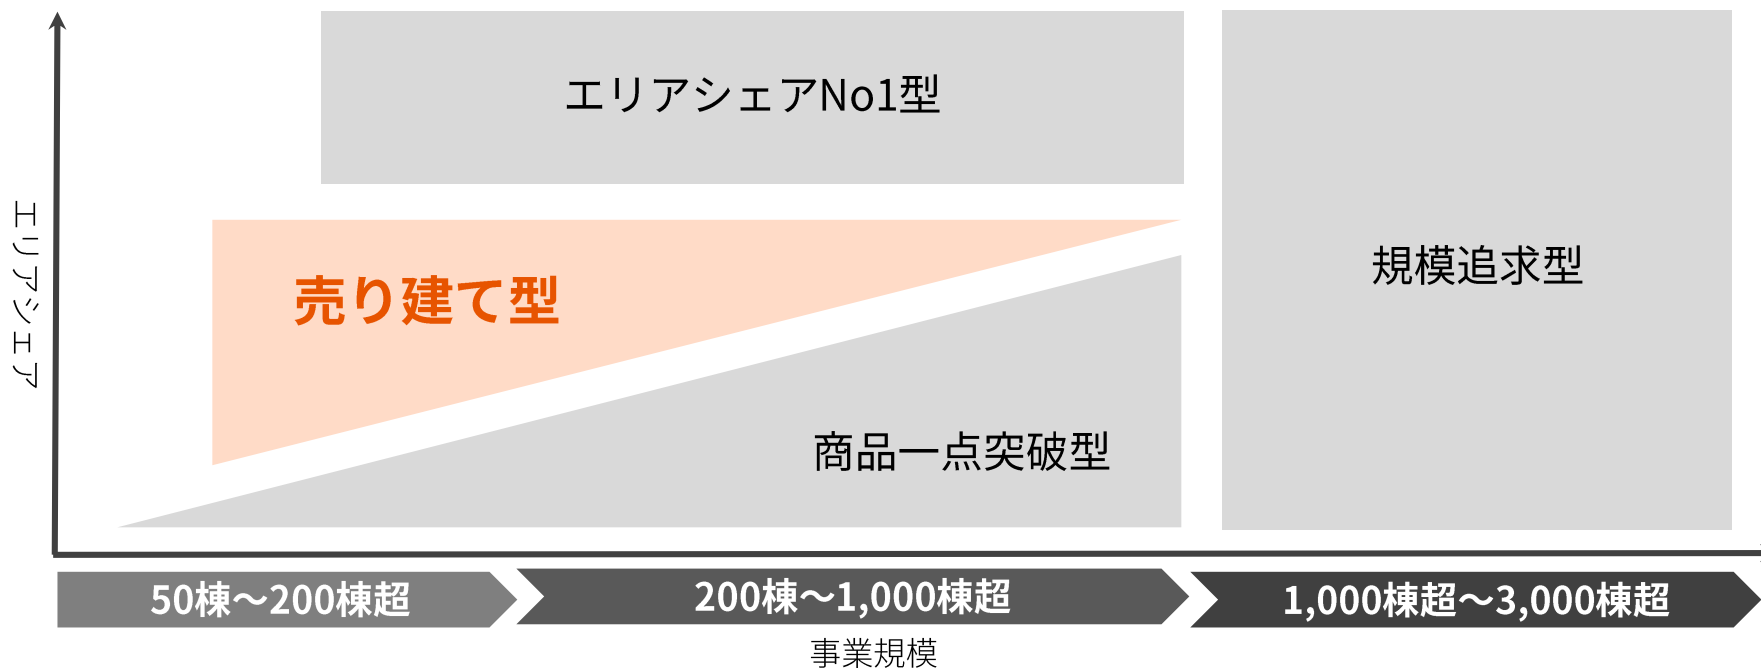 エリアシェアNo1型
規模追求型
売り建て型
商品一点突破型
エリアシェア
50棟～200棟超
200棟～1,000棟超
1,000棟超～3,000棟超
事業規模